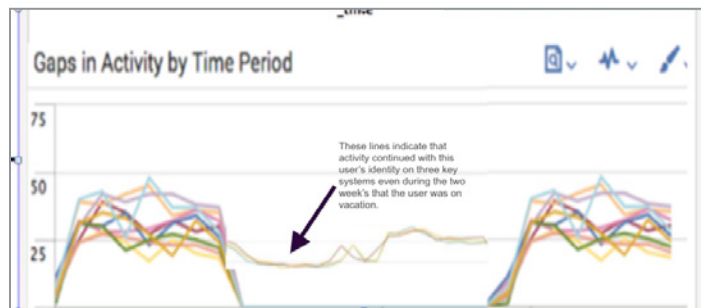 _time
Gaps in Activity by Time Period
75
These lines indicate that
activity continued with this
user's identity on three key
systems even during the two
week's that the user was on
vacation.
50
25